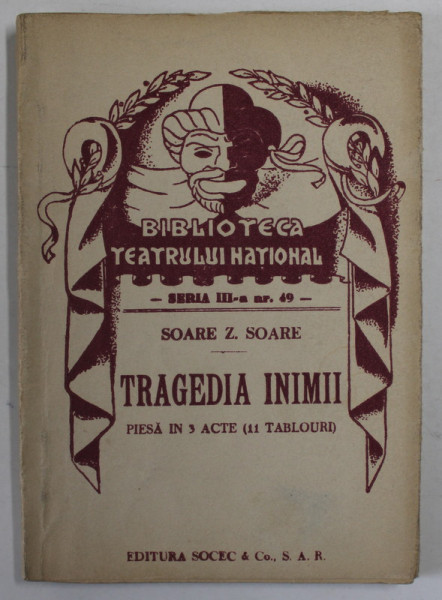 BIBLIOTECA
TEATRULUI NAȚIONAL
— SERIA III-a nr. 49 —
SOARE Z. SOARE
TRAGEDIA INIMII
PIESĂ IN 3 ACTE (11 TABLOURI)
EDITURA SOCEC & Co., S. A. R.